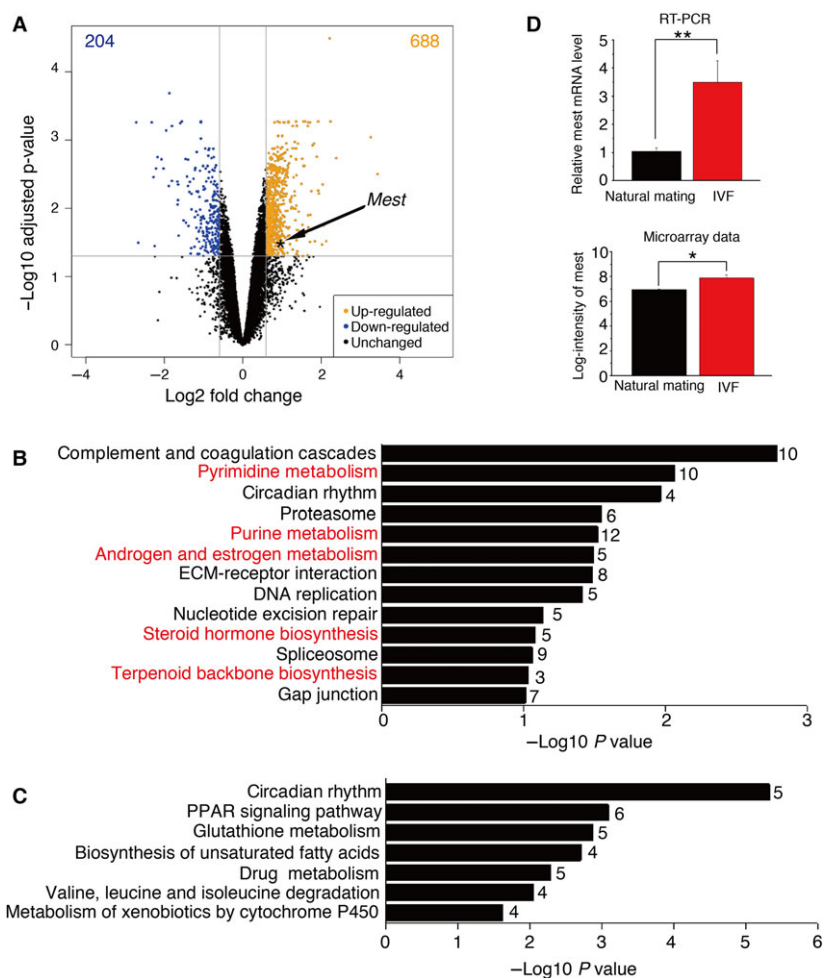 A
204
688
4
3
2
1
0
−Log10 adjusted p-value
Mest
Up-regulated
Down-regulated
Unchanged
−4
−2
0
2
4
Log2 fold change
D
RT-PCR
**
5
4
3
2
1
0
Relative mest mRNA level
Natural mating
IVF
Microarray data
*
10
8
6
4
2
0
Log-intensity of mest
Natural mating
IVF
B
Complement and coagulation cascades 10
Pyrimidine metabolism 10
Circadian rhythm 4
Proteasome 6
Purine metabolism 12
Androgen and estrogen metabolism 5
ECM-receptor interaction 8
DNA replication 5
Nucleotide excision repair 5
Steroid hormone biosynthesis 5
Spliceosome 9
Terpenoid backbone biosynthesis 3
Gap junction 7
0 1 2 3
−Log10 P value
C
Circadian rhythm 5
PPAR signaling pathway 6
Glutathione metabolism 5
Biosynthesis of unsaturated fatty acids 4
Drug metabolism 5
Valine, leucine and isoleucine degradation 4
Metabolism of xenobiotics by cytochrome P450 4
0 1 2 3 4 5 6
−Log10 P value